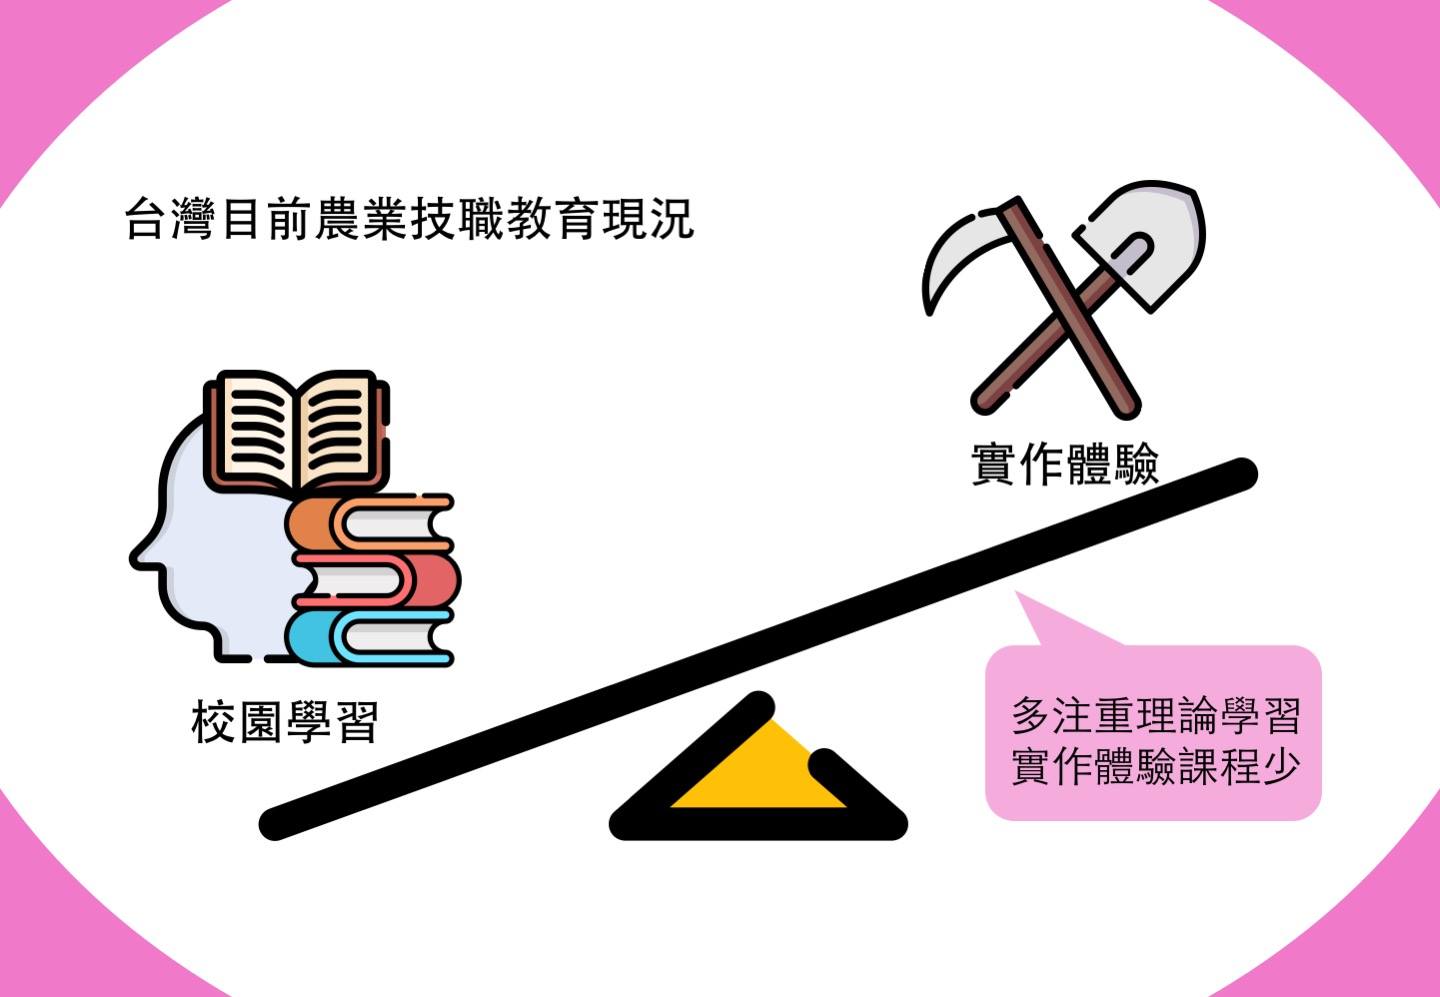 台灣目前農業技職教育現況
實作體驗
校園學習
多注重理論學習
實作體驗課程少